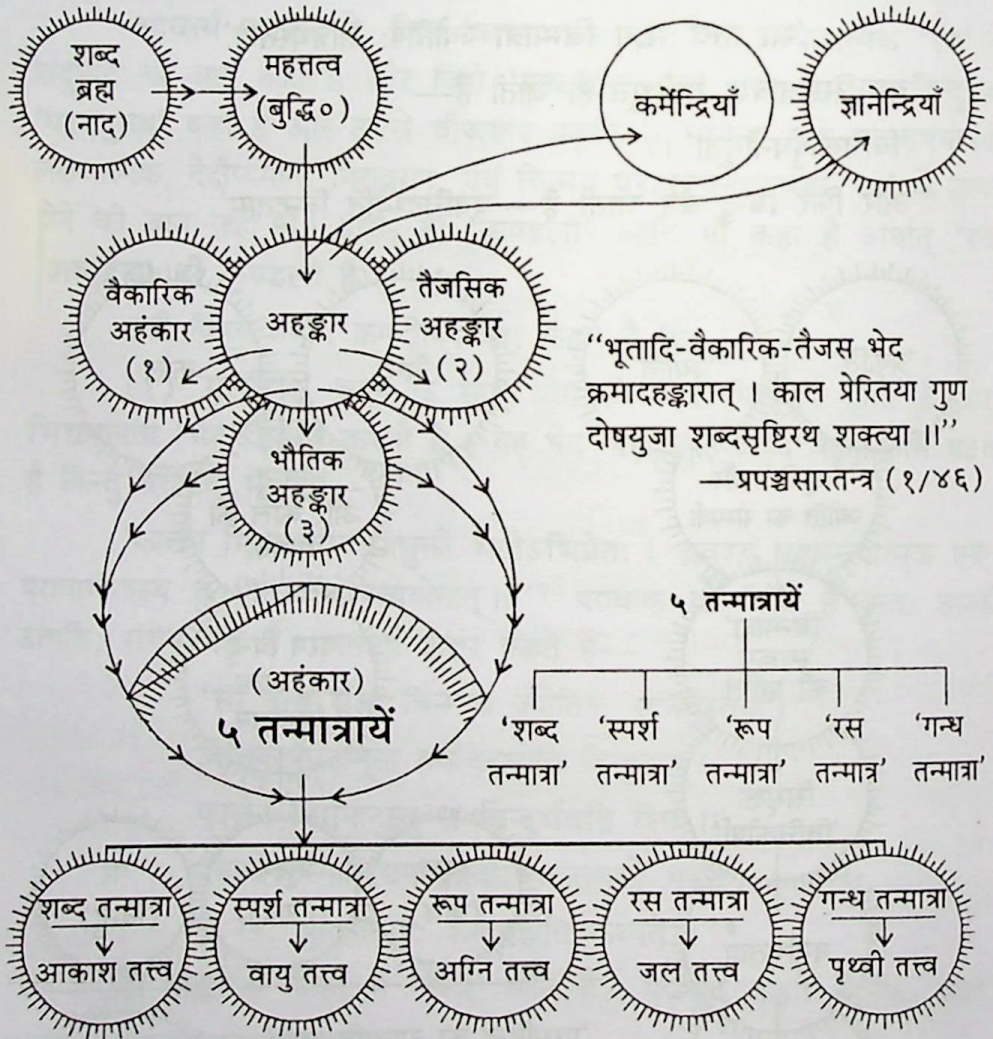 शब्द
ब्रह्म
(नाद)
महत्तत्व
(बुद्धि०)
कर्मेन्द्रियाँ
ज्ञानेन्द्रियाँ
वैकारिक
अहंकार
(१)
अहङ्कार
तैजसिक
अहङ्कार
(२)
भौतिक
अहङ्कार
(३)
“भूतादि-वैकारिक-तैजस भेद
क्रमादहङ्कारात् । काल प्रेरितया गुण
दोषयुजा शब्दसृष्टिरथ शक्त्या ॥”
—प्रपञ्चसारतन्त्र (१/४६)
(अहंकार)
५ तन्मात्रायें
५ तन्मात्रायें
‘शब्द
तन्मात्रा’
‘स्पर्श
तन्मात्रा’
‘रूप
तन्मात्रा’
‘रस
तन्मात्र’
‘गन्ध
तन्मात्रा’
शब्द तन्मात्रा
आकाश तत्त्व
स्पर्श तन्मात्रा
वायु तत्त्व
रूप तन्मात्रा
अग्नि तत्त्व
रस तन्मात्रा
जल तत्त्व
गन्ध तन्मात्रा
पृथ्वी तत्त्व